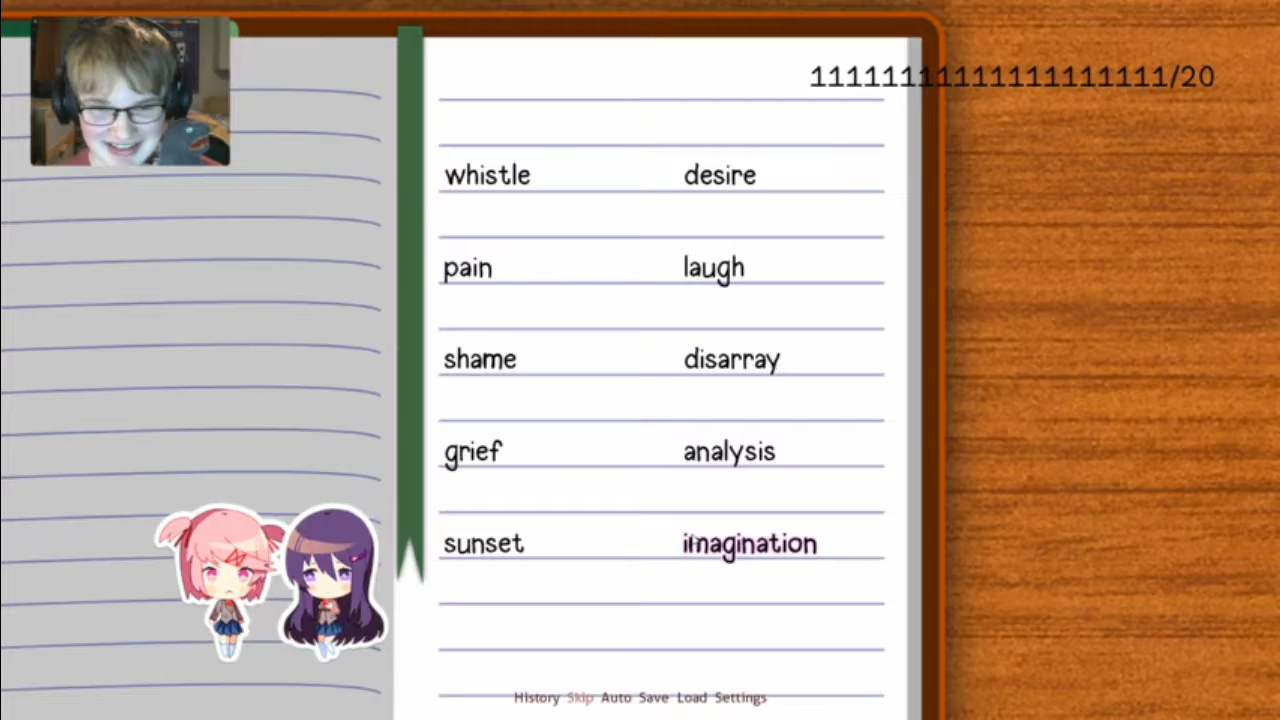 11111111111111111111/20
whistle desire
pain laugh
shame disarray
grief analysis
sunset imagination
History Skip Auto Save Load Settings